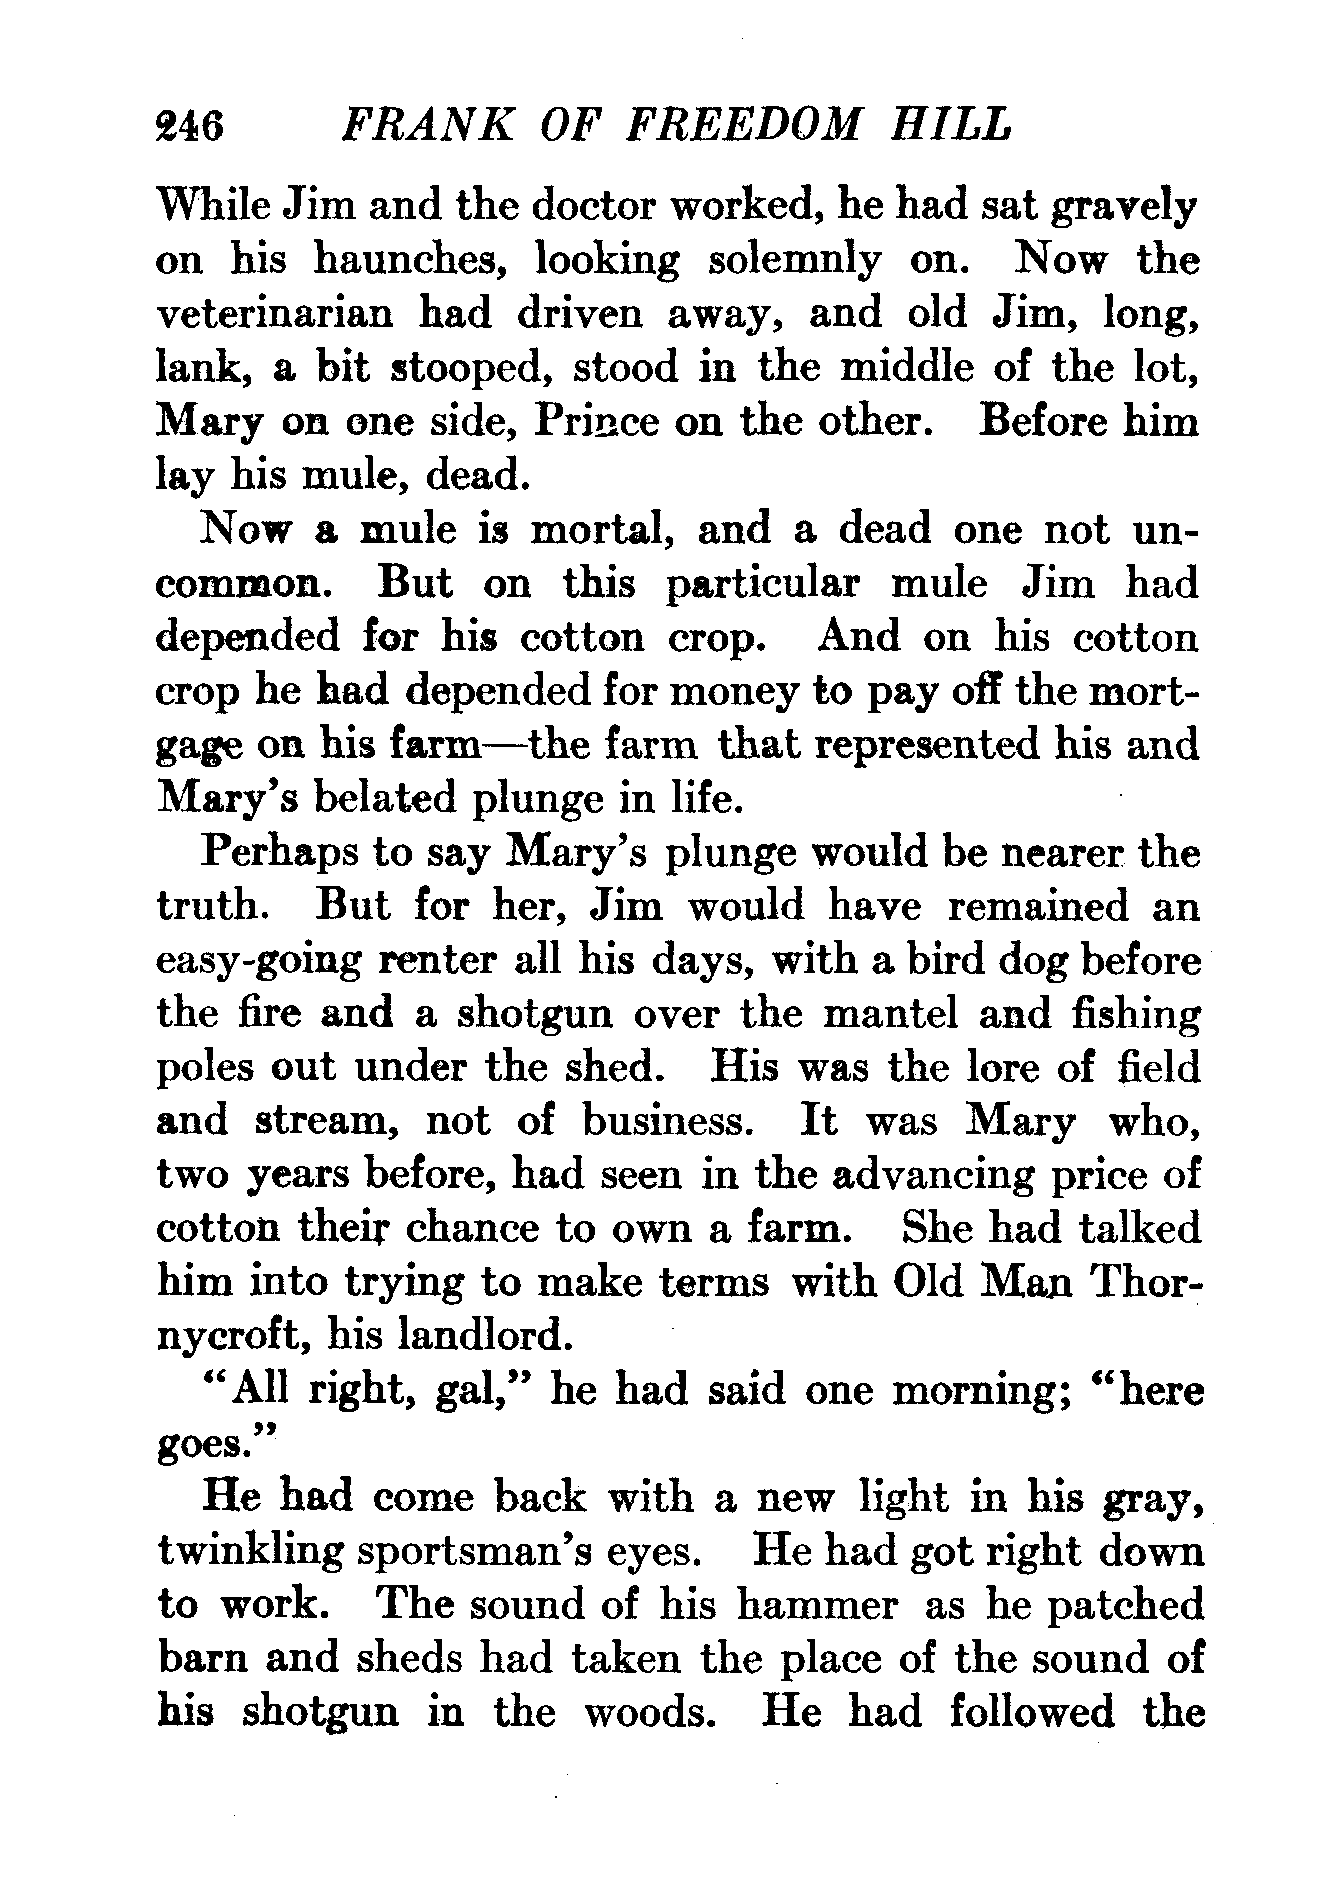 246 FRANK OF FREEDOM HILL
While Jim and the doctor worked, he had sat gravely
on his haunches, looking solemnly on. Now the
veterinarian had driven away, and old Jim, long,
lank, a bit stooped, stood in the middle of the lot,
Mary on one side, Prince on the other. Before him
lay his mule, dead.
Now a mule is mortal, and a dead one not un-
common. But on this particular mule Jim had
depended for his cotton crop. And on his cotton
crop he had depended for money to pay off the mort-
gage on his farm—the farm that represented his and
Mary's belated plunge in life.
Perhaps to say Mary's plunge would be nearer the
truth. But for her, Jim would have remained an
easy-going renter all his days, with a bird dog before
the fire and a shotgun over the mantel and fishing
poles out under the shed. His was the lore of field
and stream, not of business. It was Mary who,
two years before, had seen in the advancing price of
cotton their chance to own a farm. She had talked
him into trying to make terms with Old Man Thor-
nycroft, his landlord.
"All right, gal," he had said one morning; "here
goes."
He had come back with a new light in his gray,
twinkling sportsman's eyes. He had got right down
to work. The sound of his hammer as he patched
barn and sheds had taken the place of the sound of
his shotgun in the woods. He had followed the